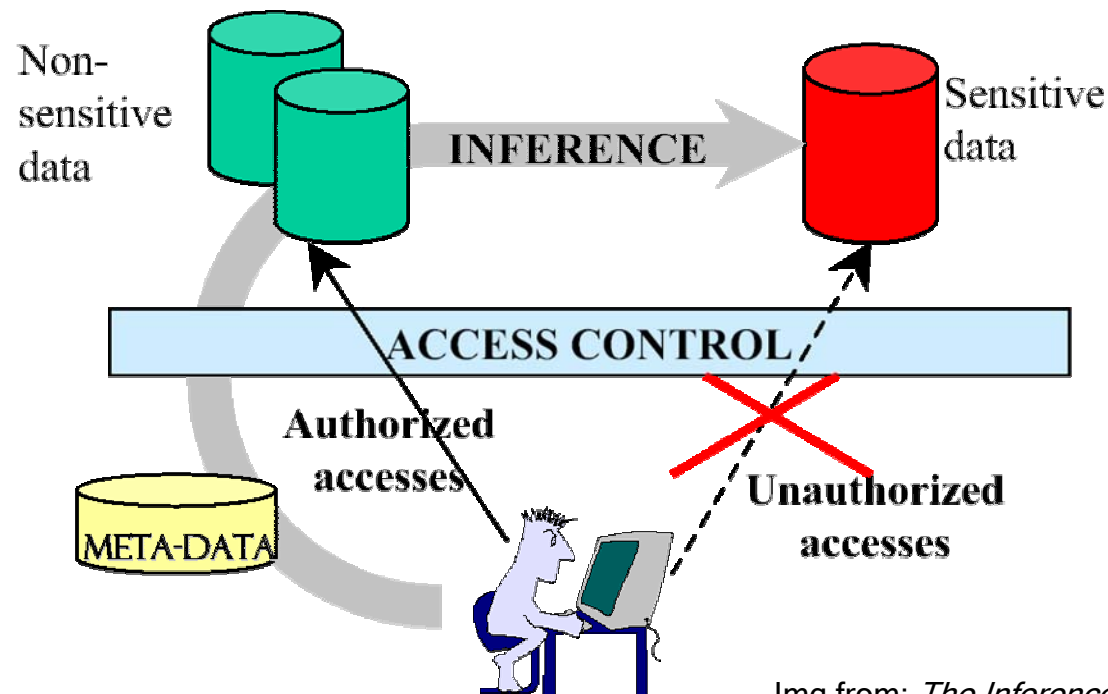 Non-
sensitive
data
INFERENCE
Sensitive
data
ACCESS CONTROL
Authorized
accesses
Unauthorized
accesses
META-DATA
Img from: The Inference